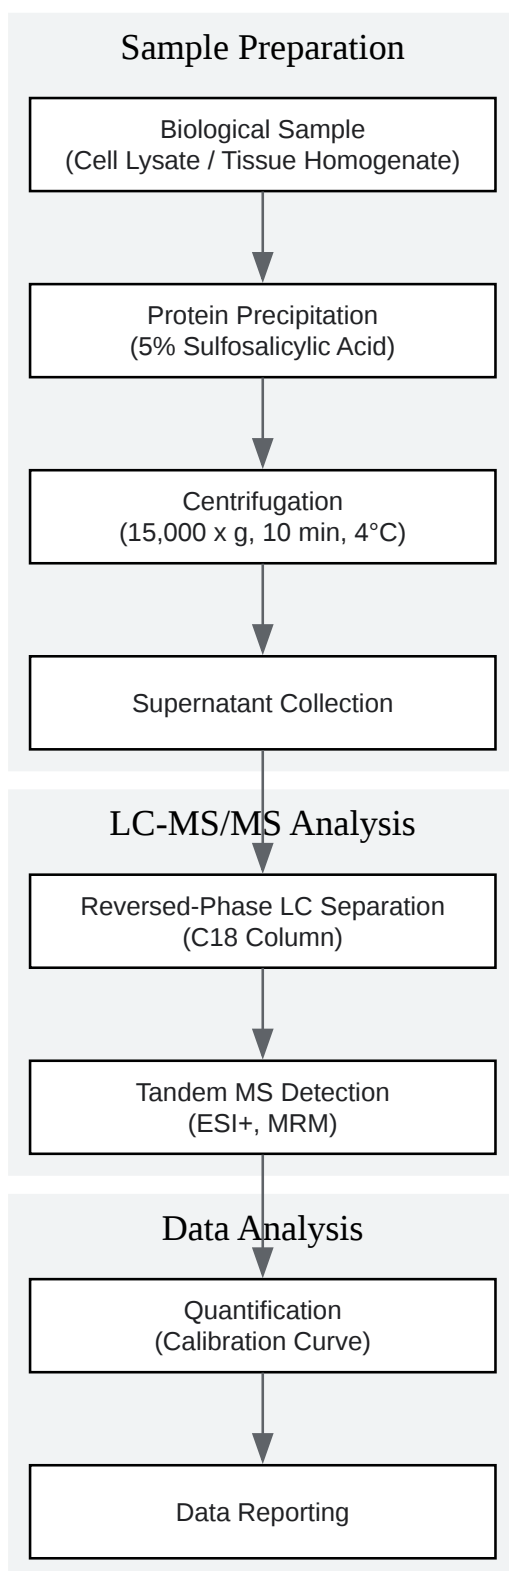 Sample Preparation
Biological Sample
(Cell Lysate / Tissue Homogenate)
Protein Precipitation
(5% Sulfosalicylic Acid)
Centrifugation
(15,000 x g, 10 min, 4°C)
Supernatant Collection
LC-MS/MS Analysis
Reversed-Phase LC Separation
(C18 Column)
Tandem MS Detection
(ESI+, MRM)
Data Analysis
Quantification
(Calibration Curve)
Data Reporting